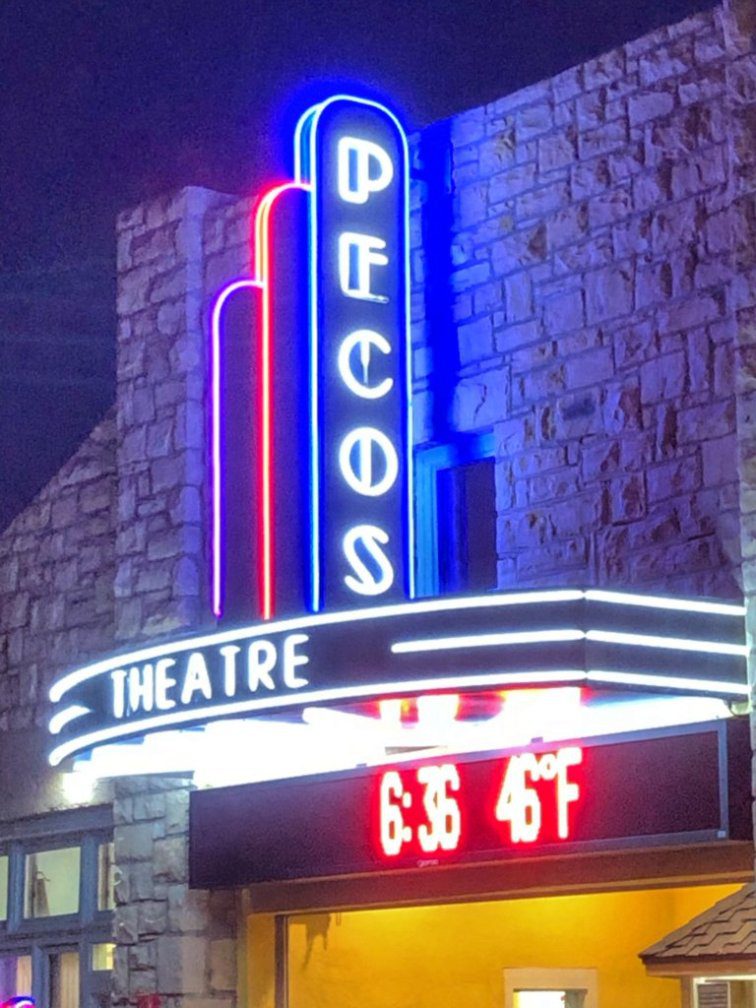 PECOS
THEATRE
6:36 46°F